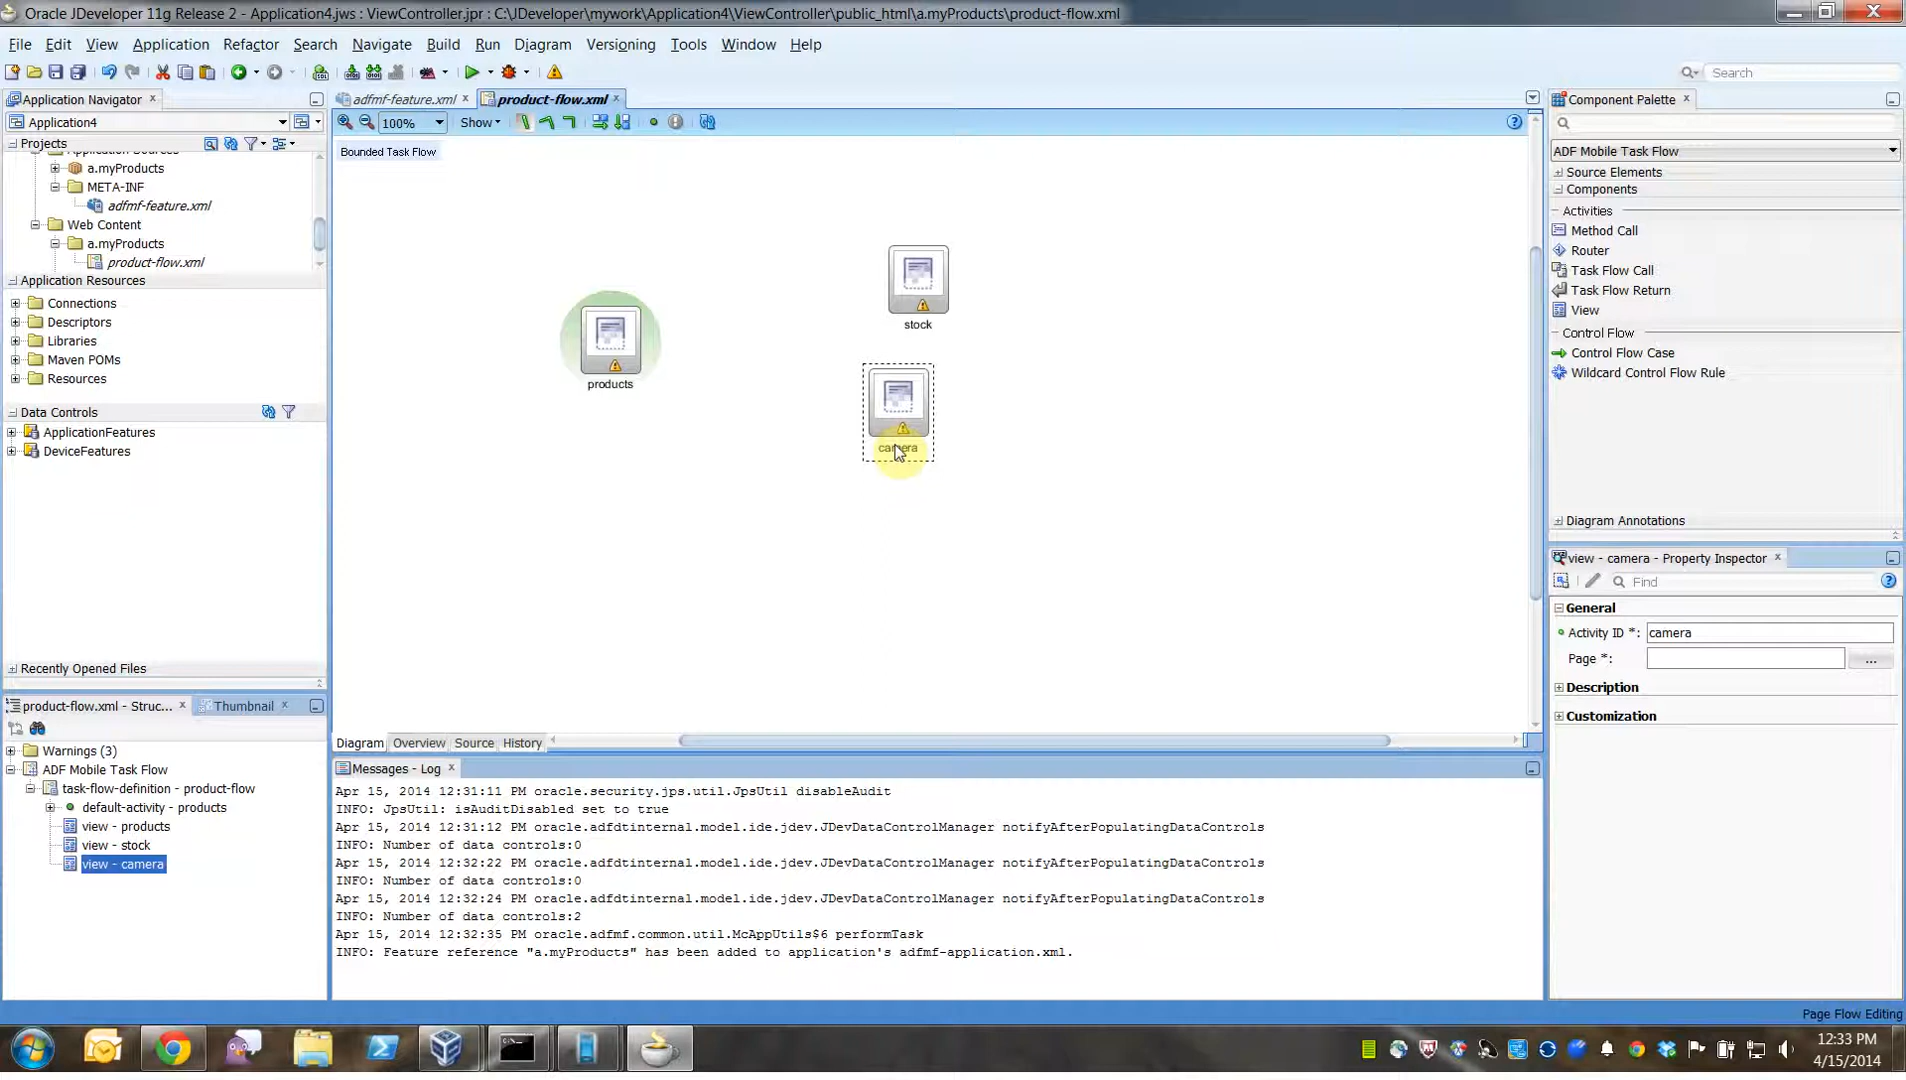 Oracle JDeveloper 11g Release 2 - Application4.jws : ViewController.jpr : C:\JDeveloper\mywork\Application4\ViewController\public_html\a.myProducts\product-flow.xml
File Edit View Application Refactor Search Navigate Build Run Diagram Versioning Tools Window Help
Search
Application Navigator
Application4
Projects
Application Sources
a.myProducts
META-INF
adfmf-feature.xml
Web Content
a.myProducts
product-flow.xml
Application Resources
Connections
Descriptors
Libraries
Maven POMs
Resources
Data Controls
ApplicationFeatures
DeviceFeatures
Recently Opened Files
product-flow.xml - Struc... Thumbnail
Warnings (3)
ADF Mobile Task Flow
task-flow-definition - product-flow
default-activity - products
view - products
view - stock
view - camera
adfmf-feature.xml product-flow.xml
100% Show
Bounded Task Flow
stock
products
camera
Diagram Overview Source History
Messages - Log
Apr 15, 2014 12:31:11 PM oracle.security.jps.util.JpsUtil disableAudit
INFO: JpsUtil: isAuditDisabled set to true
Apr 15, 2014 12:31:12 PM oracle.adfdtinternal.model.ide.jdev.JDevDataControlManager notifyAfterPopulatingDataControls
INFO: Number of data controls:0
Apr 15, 2014 12:32:22 PM oracle.adfdtinternal.model.ide.jdev.JDevDataControlManager notifyAfterPopulatingDataControls
INFO: Number of data controls:0
Apr 15, 2014 12:32:24 PM oracle.adfdtinternal.model.ide.jdev.JDevDataControlManager notifyAfterPopulatingDataControls
INFO: Number of data controls:2
Apr 15, 2014 12:32:35 PM oracle.adfmf.common.util.McAppUtils$6 performTask
INFO: Feature reference "a.myProducts" has been added to application's adfmf-application.xml.
Component Palette
ADF Mobile Task Flow
Source Elements
Components
Activities
Method Call
Router
Task Flow Call
Task Flow Return
View
Control Flow
Control Flow Case
Wildcard Control Flow Rule
Diagram Annotations
view - camera - Property Inspector
Find
General
Activity ID *: camera
Page *: ...
Description
Customization
Page Flow Editing
12:33 PM
4/15/2014